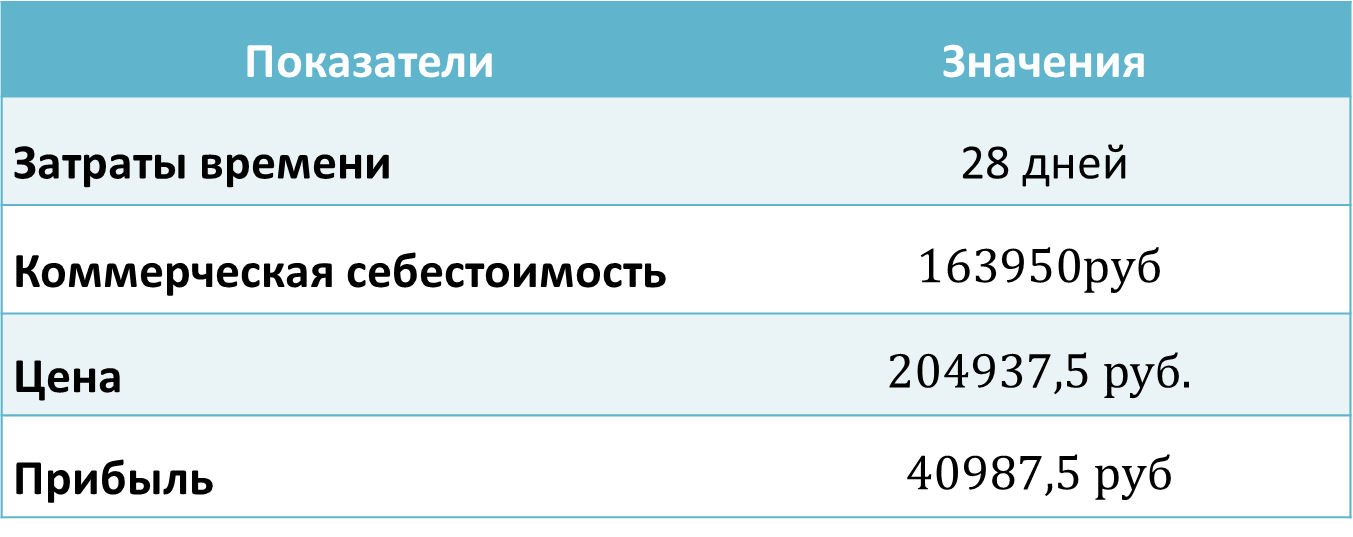 Показатели Значения
Затраты времени 28 дней
Коммерческая себестоимость 163950руб
Цена 204937,5 руб.
Прибыль 40987,5 руб